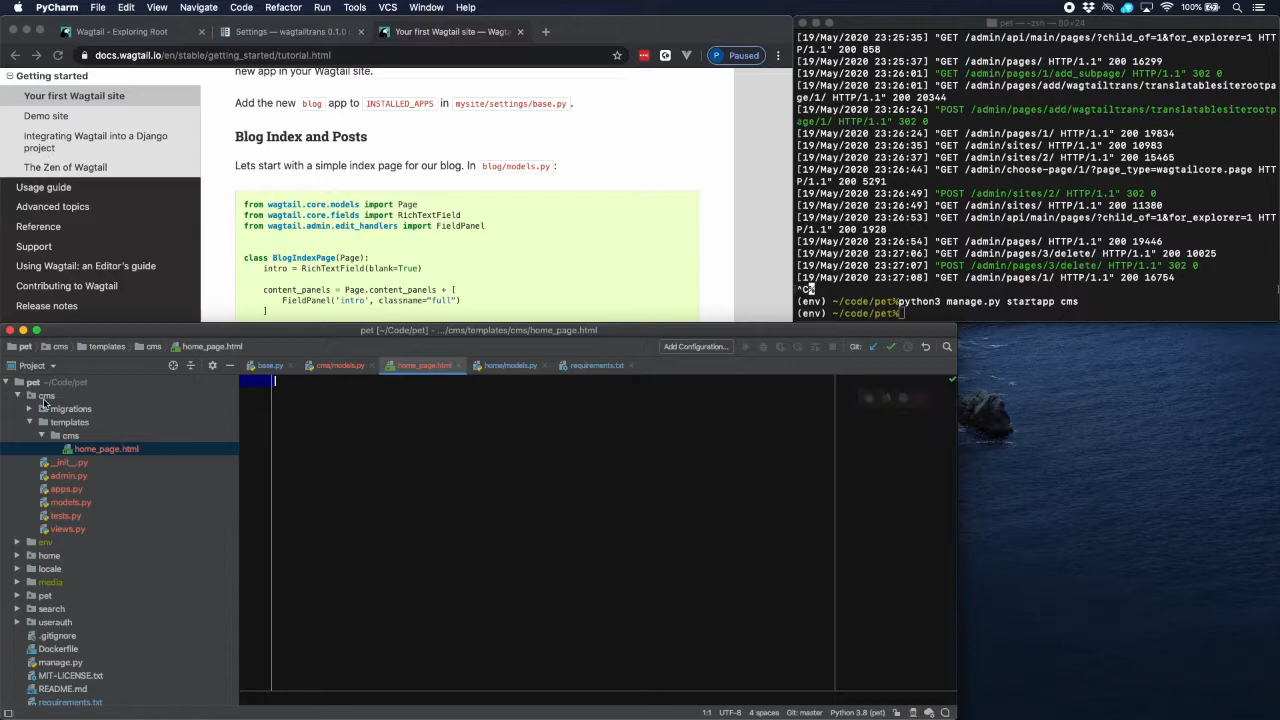 PyCharm File Edit View Navigate Code Refactor Run Tools VCS Window Help
100%
Wagtail - Exploring Root
Settings — wagtailtrans 0.1.0
Your first Wagtail site — Wagta
docs.wagtail.io/en/stable/getting_started/tutorial.html
Paused
Getting started
Your first Wagtail site
Demo site
Integrating Wagtail into a Django
project
The Zen of Wagtail
Usage guide
Advanced topics
Reference
Support
Using Wagtail: an Editor's guide
Contributing to Wagtail
Release notes
new app in your Wagtail site.
Add the new blog app to INSTALLED_APPS in mysite/settings/base.py.
Blog Index and Posts
Lets start with a simple index page for our blog. In blog/models.py:
from wagtail.core.models import Page
from wagtail.core.fields import RichTextField
from wagtail.admin.edit_handlers import FieldPanel
class BlogIndexPage(Page):
intro = RichTextField(blank=True)
content_panels = Page.content_panels + [
FieldPanel('intro', classname="full")
]
pet — -zsh — 80×24
[19/May/2020 23:25:35] "GET /admin/api/main/pages/?child_of=1&for_explorer=1 HT
P/1.1" 200 858
[19/May/2020 23:25:37] "GET /admin/pages/ HTTP/1.1" 200 16299
[19/May/2020 23:26:01] "GET /admin/pages/1/add_subpage/ HTTP/1.1" 302 0
[19/May/2020 23:26:01] "GET /admin/pages/add/wagtailtrans/translatablesiterootpa
ge/1/ HTTP/1.1" 200 20344
[19/May/2020 23:26:24] "POST /admin/pages/add/wagtailtrans/translatablesiterootp
age/1/ HTTP/1.1" 302 0
[19/May/2020 23:26:24] "GET /admin/pages/1/ HTTP/1.1" 200 19834
[19/May/2020 23:26:35] "GET /admin/sites/ HTTP/1.1" 200 10983
[19/May/2020 23:26:37] "GET /admin/sites/2/ HTTP/1.1" 200 15465
[19/May/2020 23:26:41] "GET /admin/choose-page/1/?page_type=wagtailcore.page HTT
P/1.1" 200 5291
[19/May/2020 23:26:49] "POST /admin/sites/2/ HTTP/1.1" 302 0
[19/May/2020 23:26:49] "GET /admin/sites/ HTTP/1.1" 200 11380
[19/May/2020 23:26:53] "GET /admin/api/main/pages/?child_of=1&for_explorer=1 HTT
P/1.1" 200 1928
[19/May/2020 23:26:54] "GET /admin/pages/ HTTP/1.1" 200 19446
[19/May/2020 23:27:06] "GET /admin/pages/3/delete/ HTTP/1.1" 200 10025
[19/May/2020 23:27:07] "POST /admin/pages/3/delete/ HTTP/1.1" 302 0
[19/May/2020 23:27:08] "GET /admin/pages/1/ HTTP/1.1" 200 16754
^C%
(env) ~/code/pet% python3 manage.py startapp cms
(env) ~/code/pet%
pet [~/Code/pet] - .../cms/templates/cms/home_page.html
pet cms templates cms home_page.html
Add Configuration...
Git:
Project
base.py
cms/models.py
home_page.html
home/models.py
requirements.txt
pet ~/Code/pet
cms
migrations
templates
cms
home_page.html
__init__.py
admin.py
apps.py
models.py
tests.py
views.py
env
home
locale
media
pet
search
userauth
.gitignore
Dockerfile
manage.py
MIT-LICENSE.txt
README.md
requirements.txt
1:1 UTF-8 4 spaces Git: master Python 3.8 (pet)